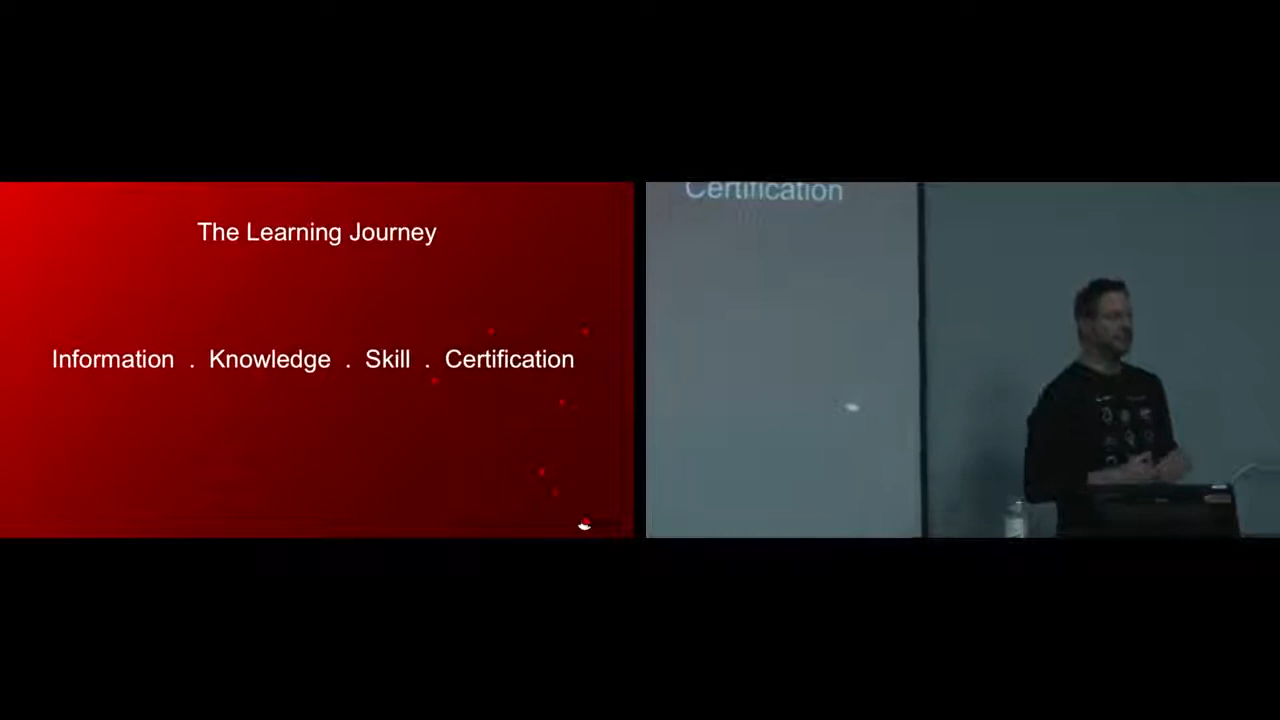 The Learning Journey
Information . Knowledge . Skill . Certification
Certification